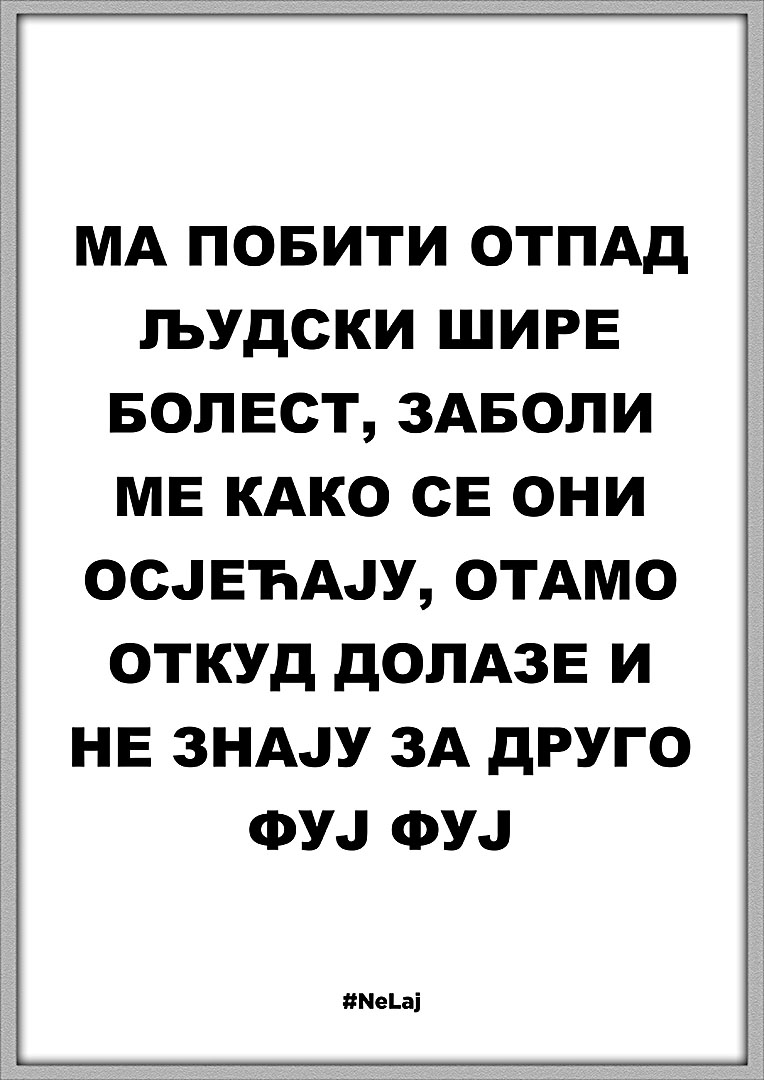 МА ПОБИТИ ОТПАД
ЉУДСКИ ШИРЕ
БОЛЕСТ, ЗАБОЛИ
МЕ КАКО СЕ ОНИ
ОСЈЕЋАЈУ, ОТАМО
ОТКУД ДОЛАЗЕ И
НЕ ЗНАЈУ ЗА ДРУГО
ФУЈ ФУЈ
#NeLaj